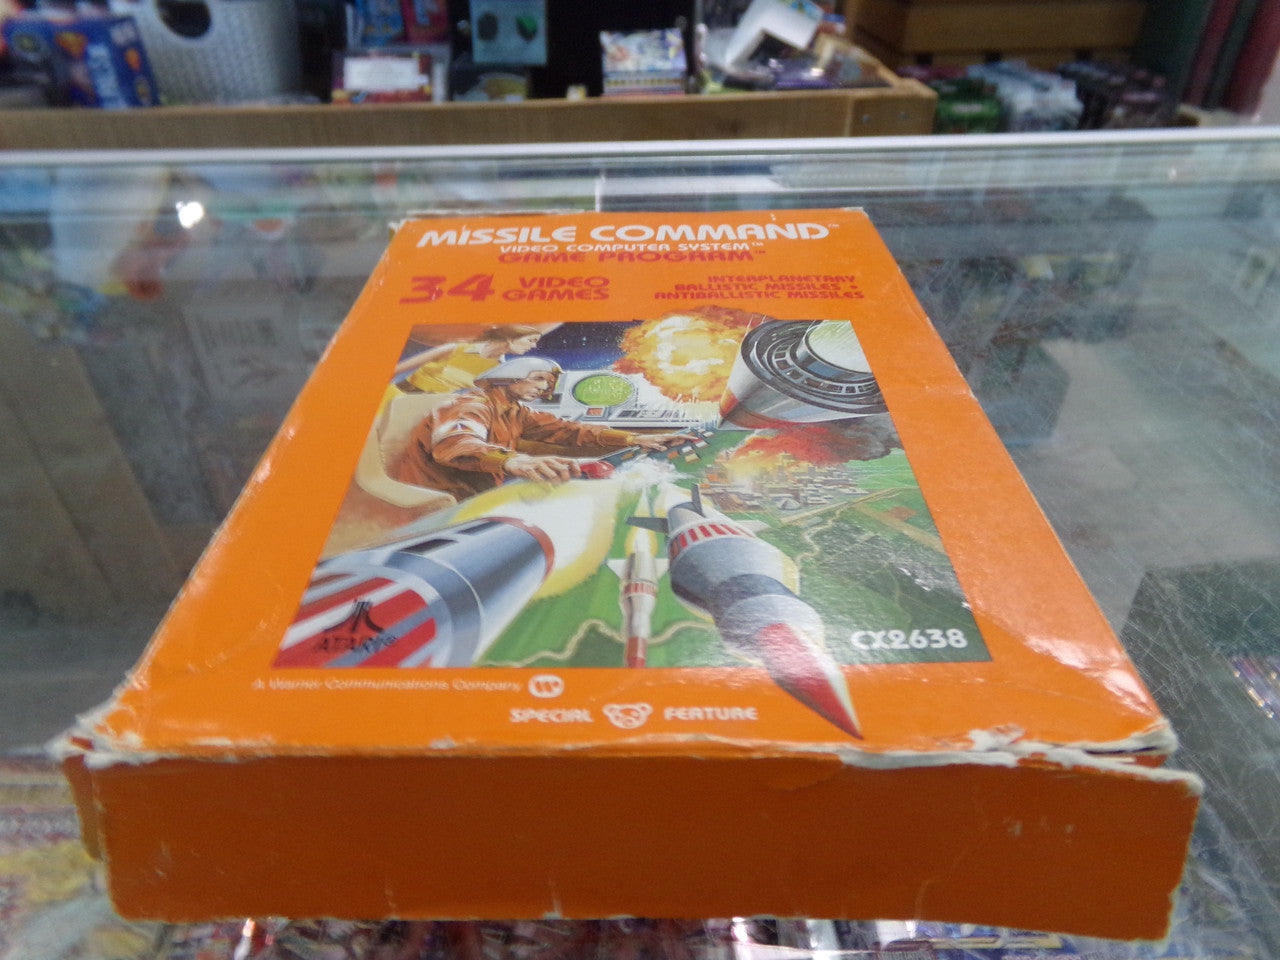 MISSILE COMMAND™
VIDEO COMPUTER SYSTEM™
GAME PROGRAM™
34 VIDEO GAMES
INTERPLANETARY
BALLISTIC MISSILES •
ANTIBALLISTIC MISSILES
ATARI®
CX2638
A Warner Communications Company
SPECIAL FEATURE